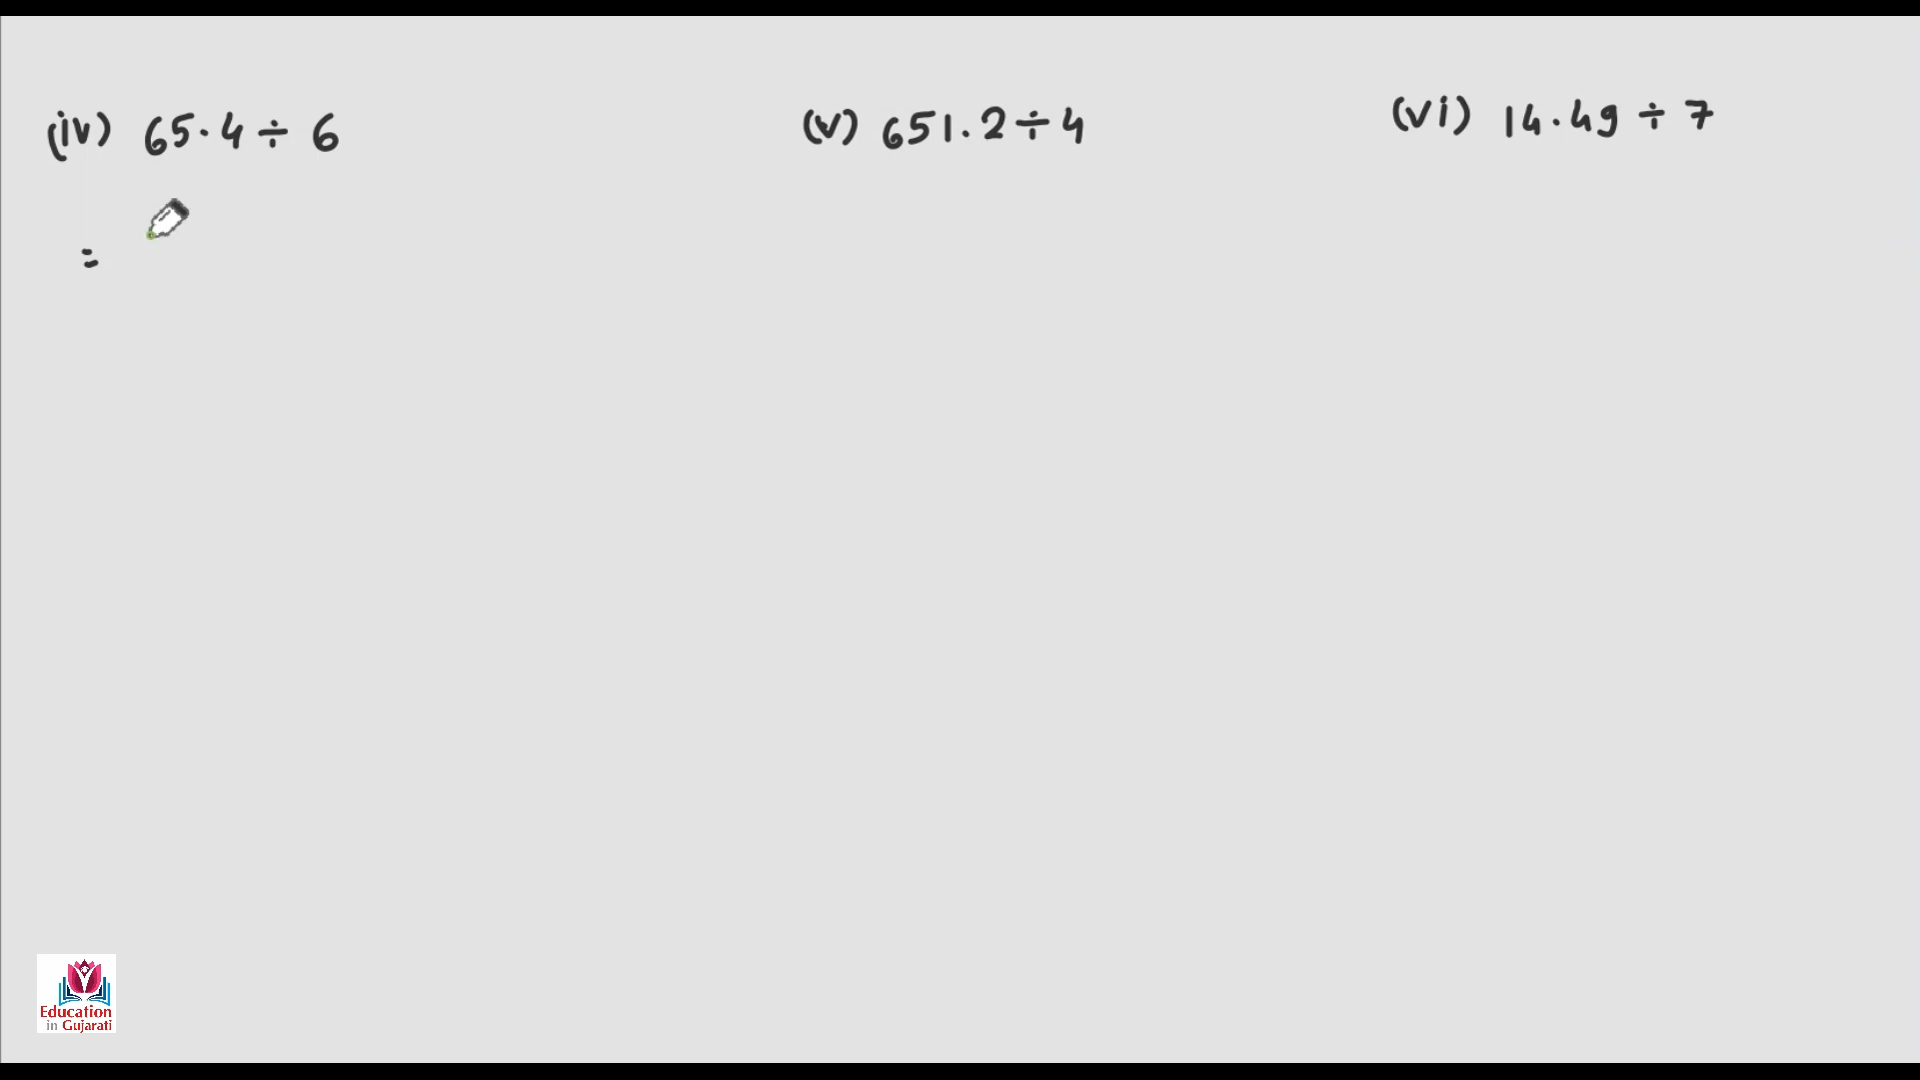 (iv) 65.4 ÷ 6
(v) 651.2 ÷ 4
(vi) 14.49 ÷ 7
=
Education
in Gujarati